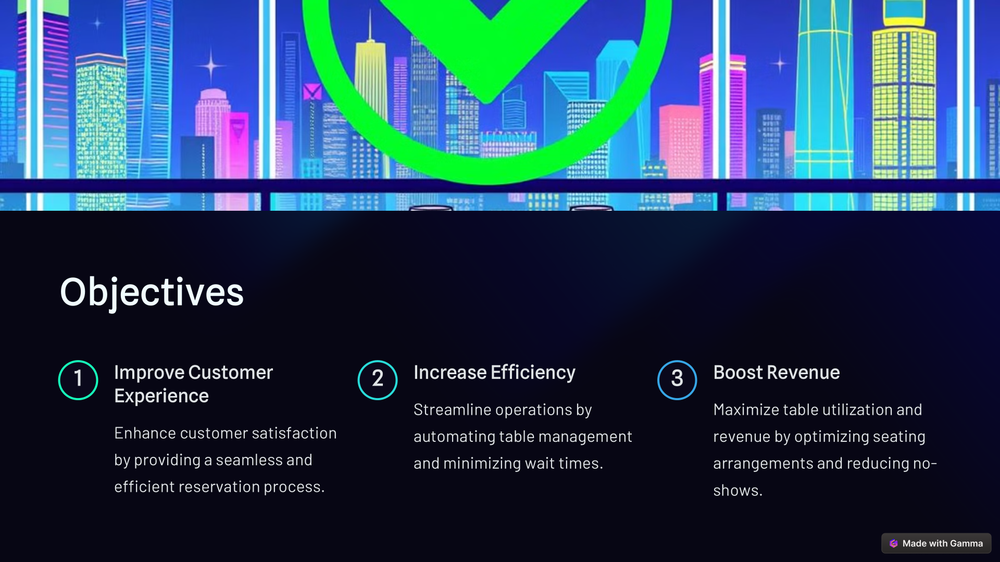 Objectives
1
Improve Customer
Experience
Enhance customer satisfaction
by providing a seamless and
efficient reservation process.
2
Increase Efficiency
Streamline operations by
automating table management
and minimizing wait times.
3
Boost Revenue
Maximize table utilization and
revenue by optimizing seating
arrangements and reducing no-
shows.
Made with Gamma